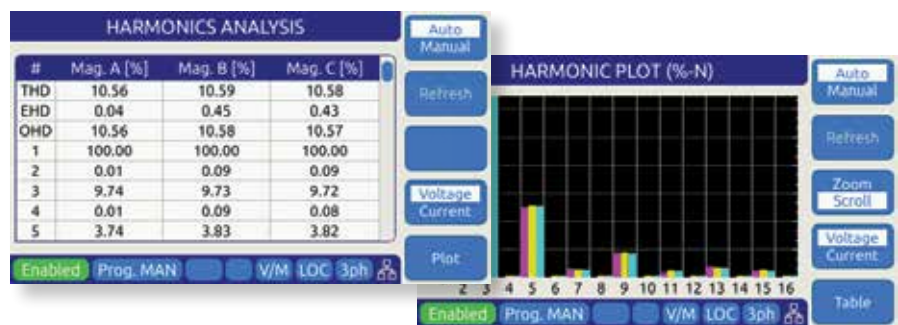 HARMONICS ANALYSIS
# Mag. A [%] Mag. B [%] Mag. C [%]
THD 10.56 10.59 10.58
EHD 0.04 0.45 0.43
OHD 10.56 10.58 10.57
1 100.00 100.00 100.00
2 0.01 0.09 0.09
3 9.74 9.73 9.72
4 0.01 0.09 0.08
5 3.74 3.83 3.82
Enabled Prog. MAN V/M LOC 3ph
Auto
Manual
Refresh
Voltage
Current
Plot
HARMONIC PLOT (%-N)
2 3 4 5 6 7 8 9 10 11 12 13 14 15 16
Enabled Prog. MAN V/M LOC 3ph
Auto
Manual
Refresh
Zoom
Scroll
Voltage
Current
Table